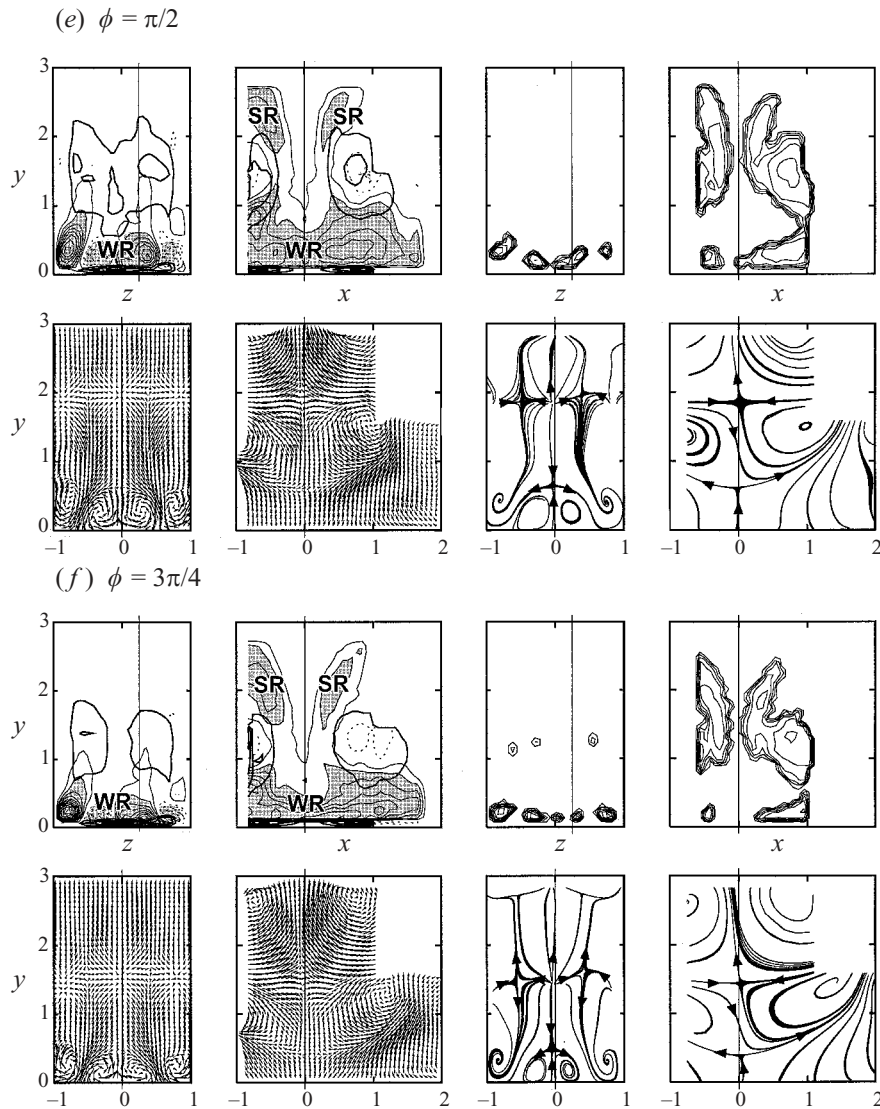 (e) ϕ = π/2
3
2
y
1
0
SR SR
WR WR
z x z x
3
2
y
1
0
–1 0 1 –1 0 1 2 –1 0 1 –1 0 1 2
(f) ϕ = 3π/4
3
2
y
1
0
SR SR
WR WR
z x z x
3
2
y
1
0
–1 0 1 –1 0 1 2 –1 0 1 –1 0 1 2